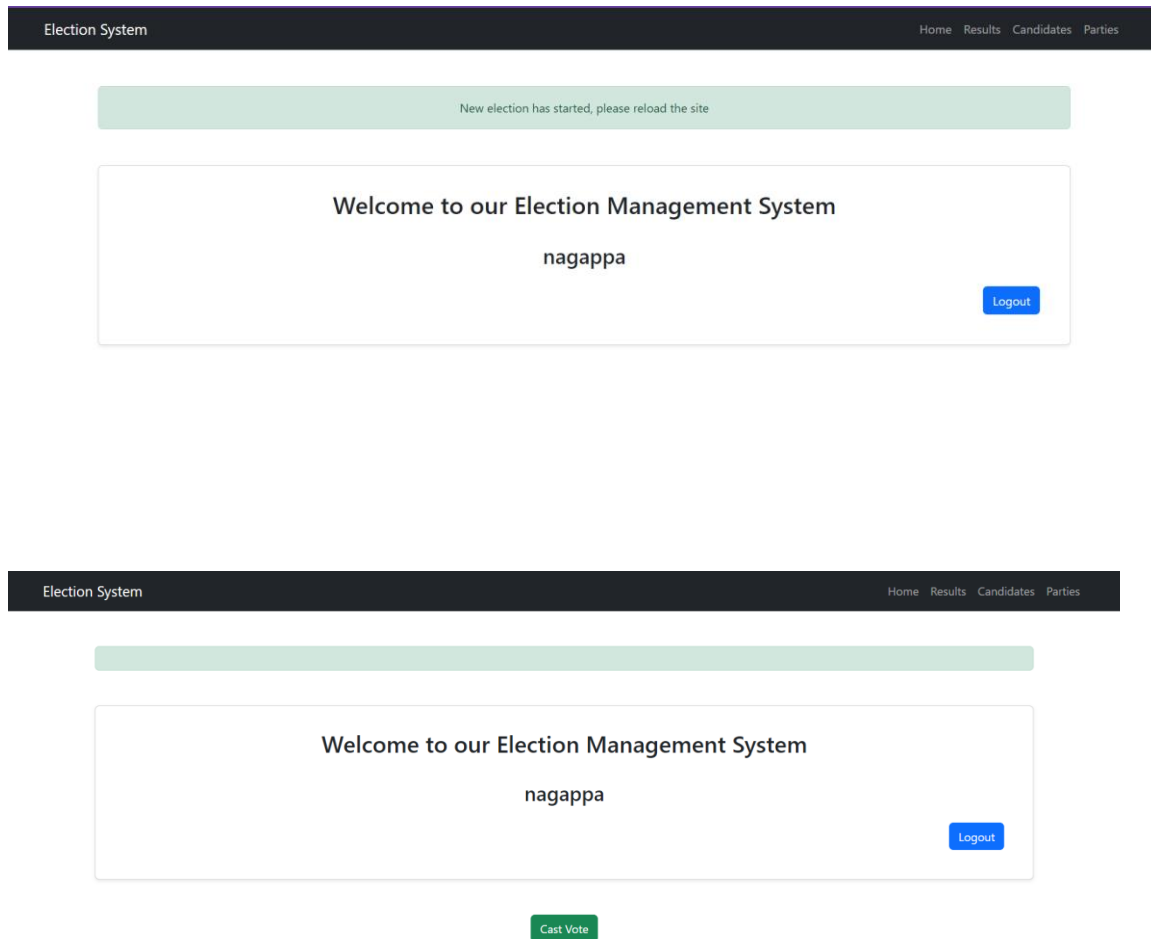 Election System Home Results Candidates Parties
New election has started, please reload the site
Welcome to our Election Management System
nagappa
Logout
Election System Home Results Candidates Parties
Welcome to our Election Management System
nagappa
Logout
Cast Vote